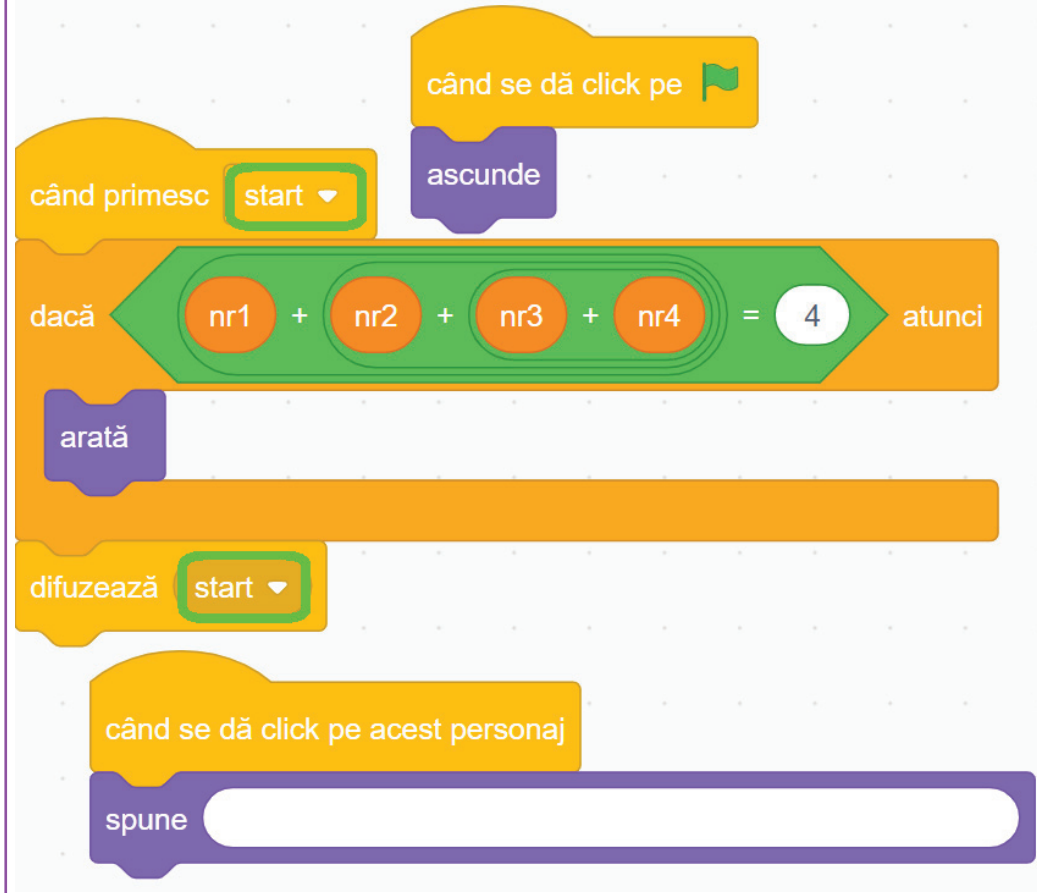 când se dă click pe
ascunde
când primesc start
dacă nr1 + nr2 + nr3 + nr4 = 4 atunci
arată
difuzează start
când se dă click pe acest personaj
spune